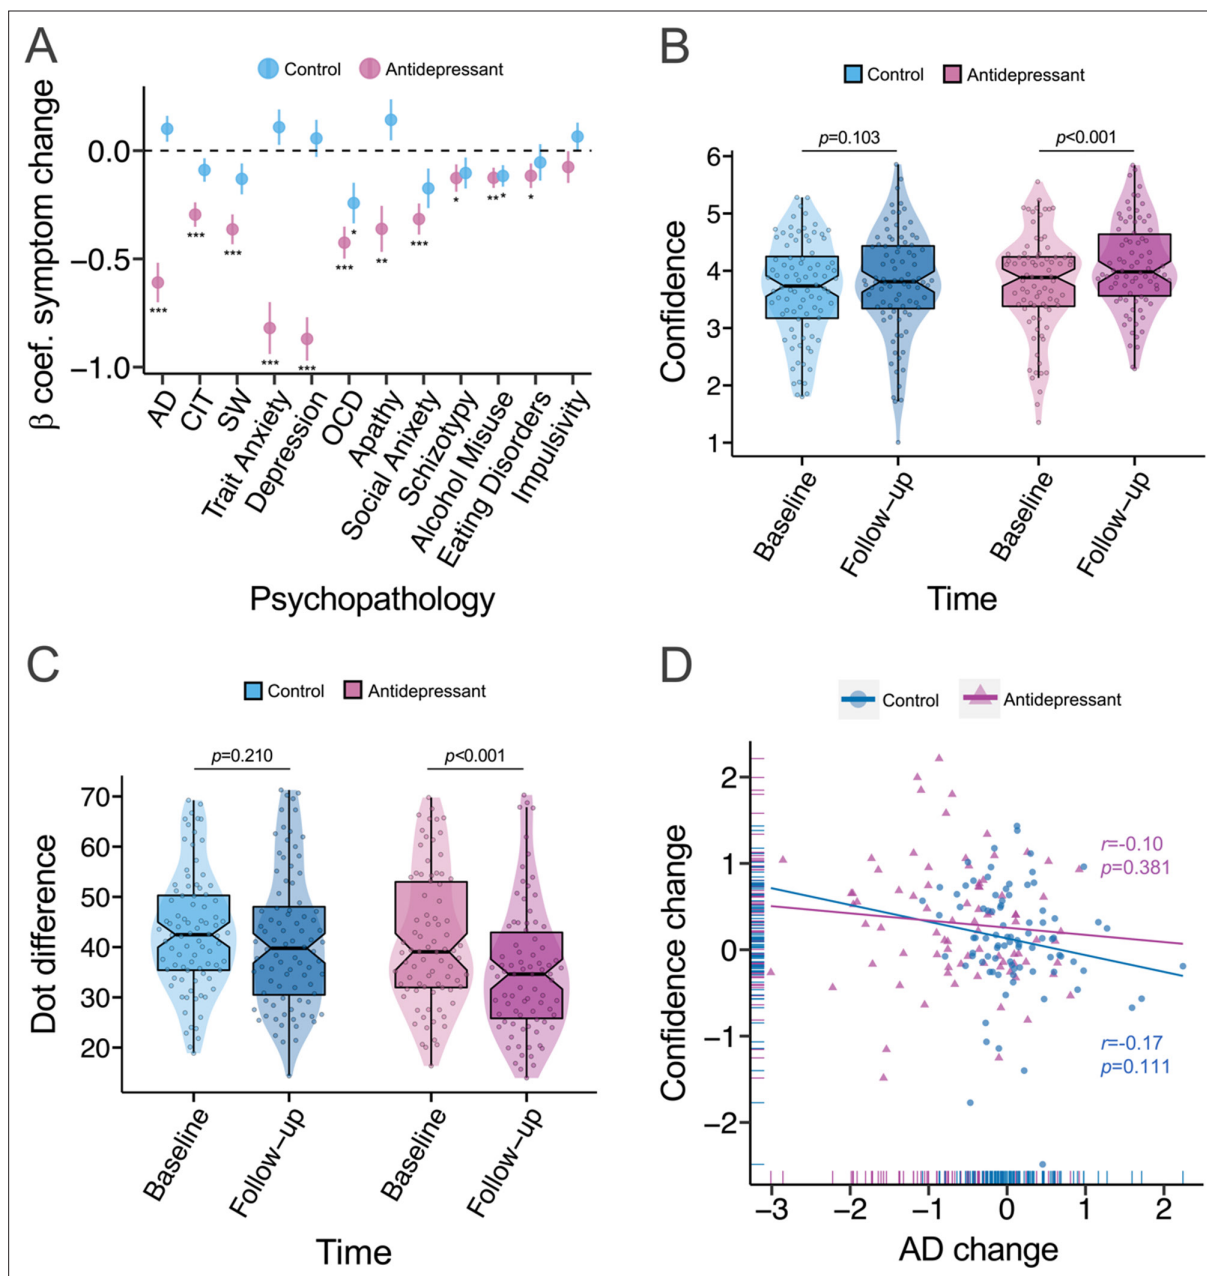 A
Control Antidepressant
β coef. symptom change
0.0
−0.5
−1.0
***
***
***
***
***
***
*
**
***
*
**
*
*
AD
CIT
SW
Trait Anxiety
Depression
OCD
Apathy
Social Anixety
Schizotypy
Alcohol Misuse
Eating Disorders
Impulsivity
Psychopathology
B
Control Antidepressant
p=0.103
p<0.001
Confidence
6
5
4
3
2
1
Baseline
Follow−up
Baseline
Follow−up
Time
C
Control Antidepressant
p=0.210
p<0.001
Dot difference
70
60
50
40
30
20
Baseline
Follow−up
Baseline
Follow−up
Time
D
Control Antidepressant
Confidence change
2
1
0
−1
−2
r=-0.10
p=0.381
r=-0.17
p=0.111
−3 −2 −1 0 1 2
AD change